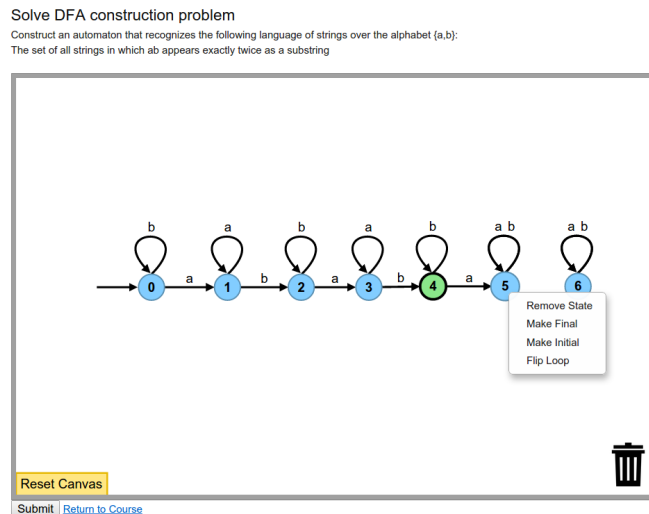 Solve DFA construction problem
Construct an automaton that recognizes the following language of strings over the alphabet {a,b}:
The set of all strings in which ab appears exactly twice as a substring
b a b a b a b a b
0 a 1 b 2 a 3 b 4 a 5 6
Remove State
Make Final
Make Initial
Flip Loop
Reset Canvas
Submit Return to Course